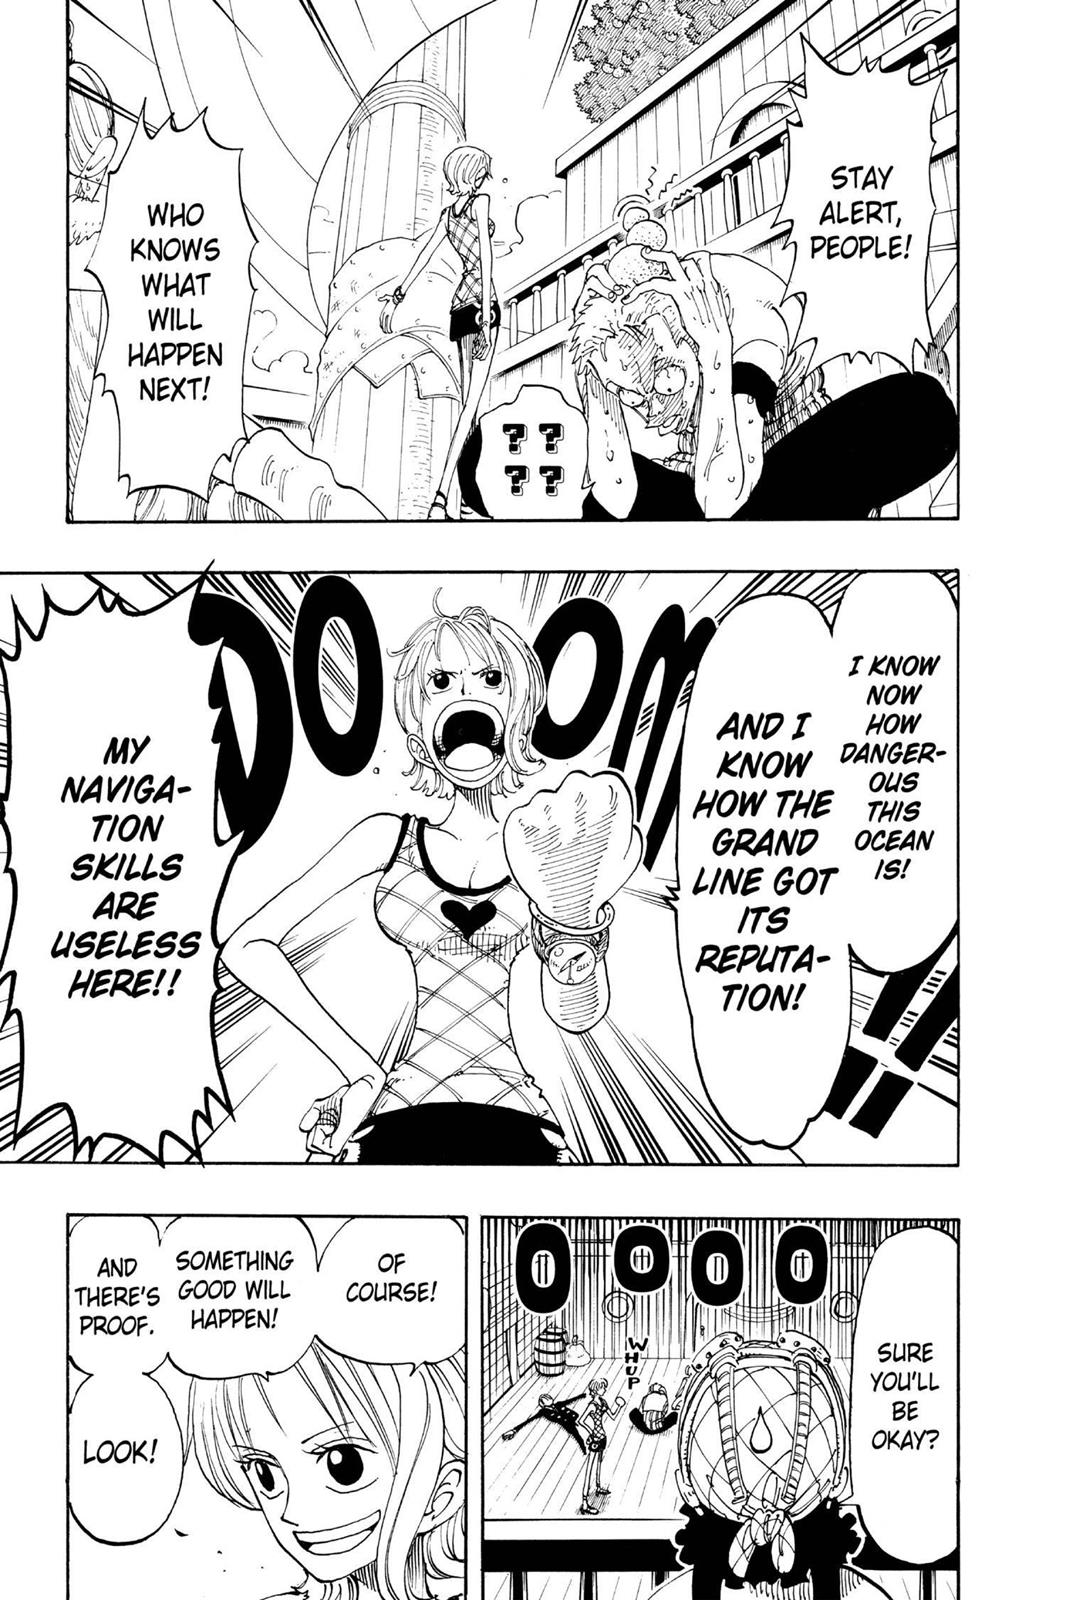 STAY
ALERT,
PEOPLE!
WHO
KNOWS
WHAT
WILL
HAPPEN
NEXT!
? ?
? ?
I KNOW
NOW
HOW
DANGER-
OUS
THIS
OCEAN
IS!
AND I
KNOW
HOW THE
GRAND
LINE GOT
ITS
REPUTA-
TION!
DOOM!!
MY
NAVIGA-
TION
SKILLS
ARE
USELESS
HERE!!
SURE
YOU'LL
BE
OKAY?
OOOO
WHUP
OF
COURSE!
SOMETHING
GOOD WILL
HAPPEN!
AND
THERE'S
PROOF.
LOOK!